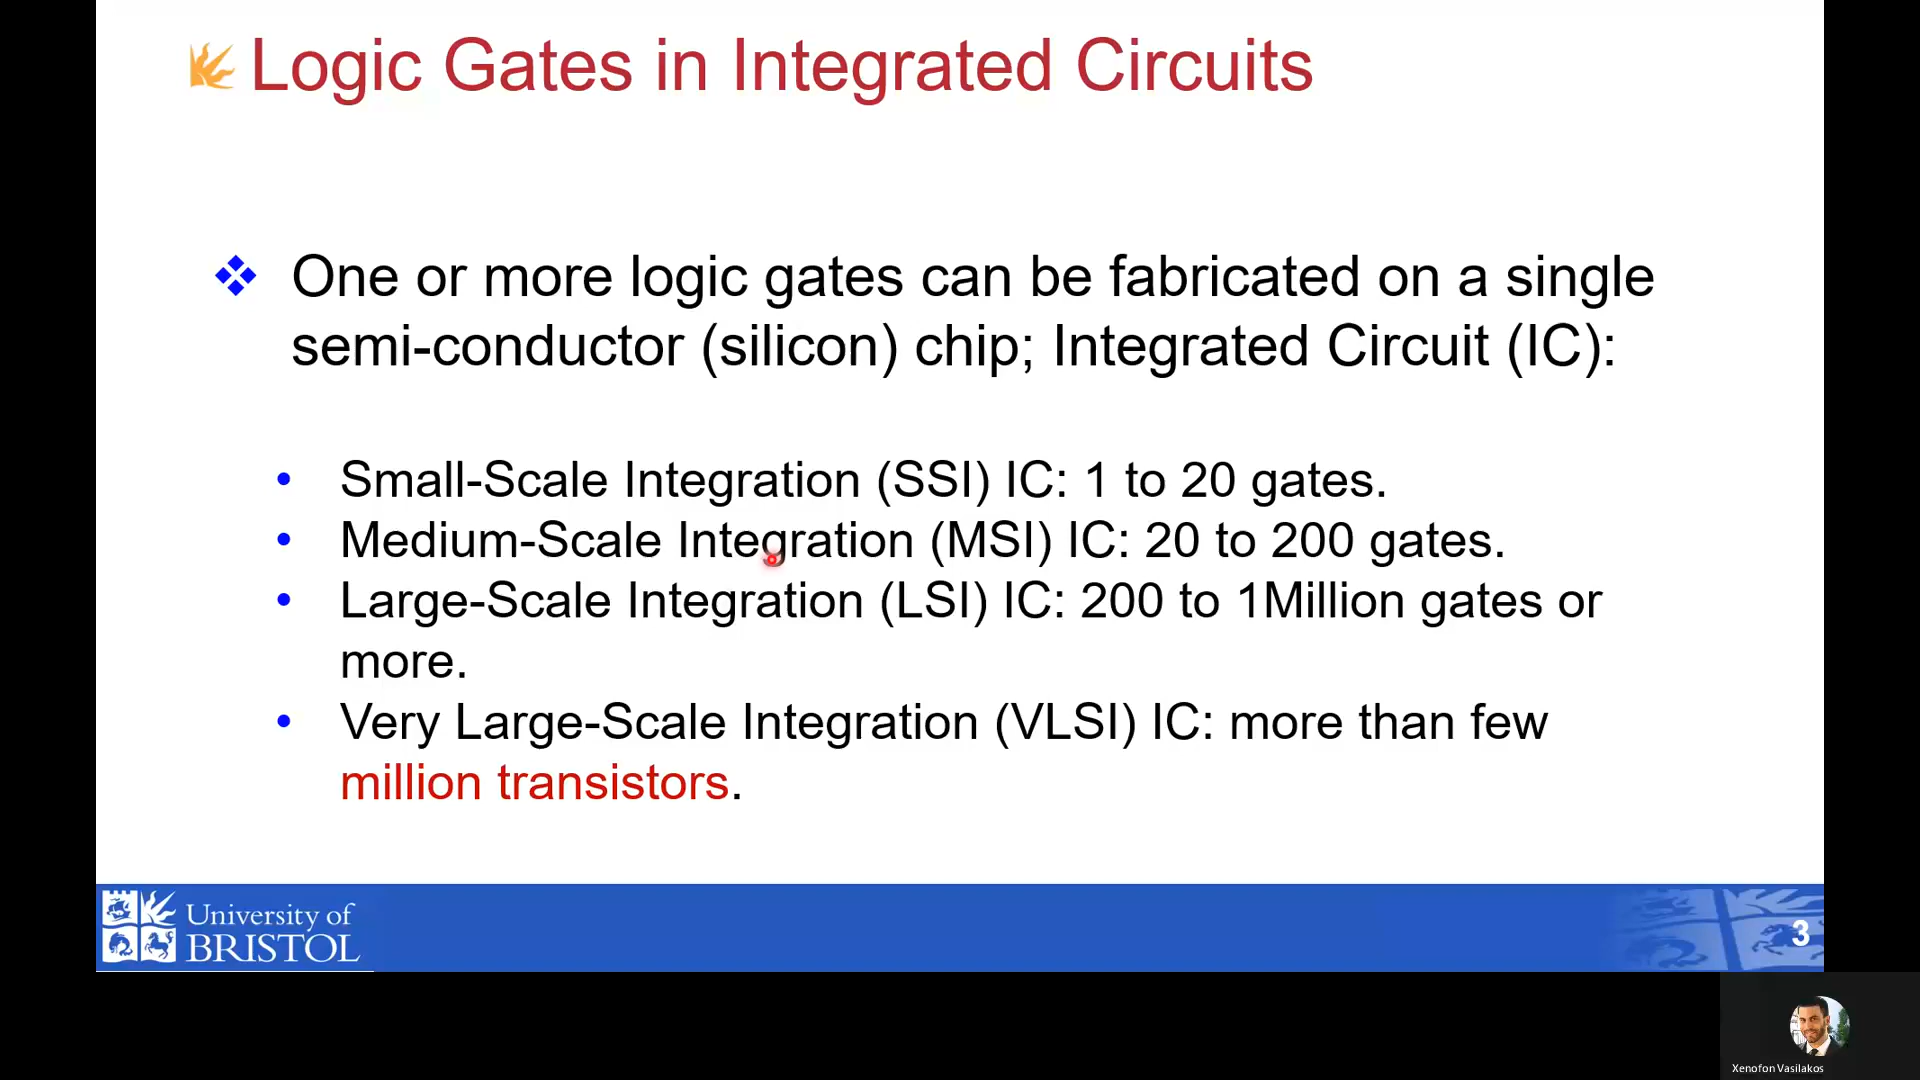 Logic Gates in Integrated Circuits
❖ One or more logic gates can be fabricated on a single
semi-conductor (silicon) chip; Integrated Circuit (IC):
• Small-Scale Integration (SSI) IC: 1 to 20 gates.
• Medium-Scale Integration (MSI) IC: 20 to 200 gates.
• Large-Scale Integration (LSI) IC: 200 to 1Million gates or
more.
• Very Large-Scale Integration (VLSI) IC: more than few
million transistors.
University of
BRISTOL
3
Xenofon Vasilakos